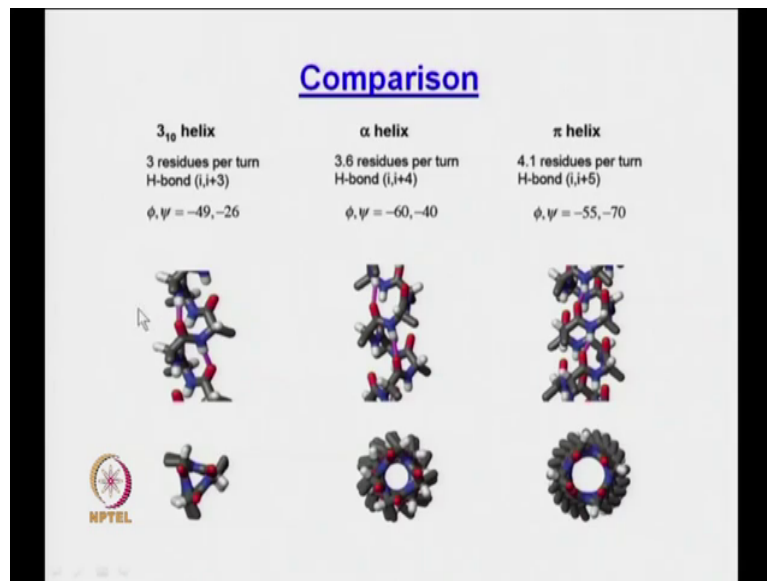 Comparison
3₁₀ helix
3 residues per turn
H-bond (i,i+3)
ϕ,ψ = −49,−26
α helix
3.6 residues per turn
H-bond (i,i+4)
ϕ,ψ = −60,−40
π helix
4.1 residues per turn
H-bond (i,i+5)
ϕ,ψ = −55,−70
NPTEL